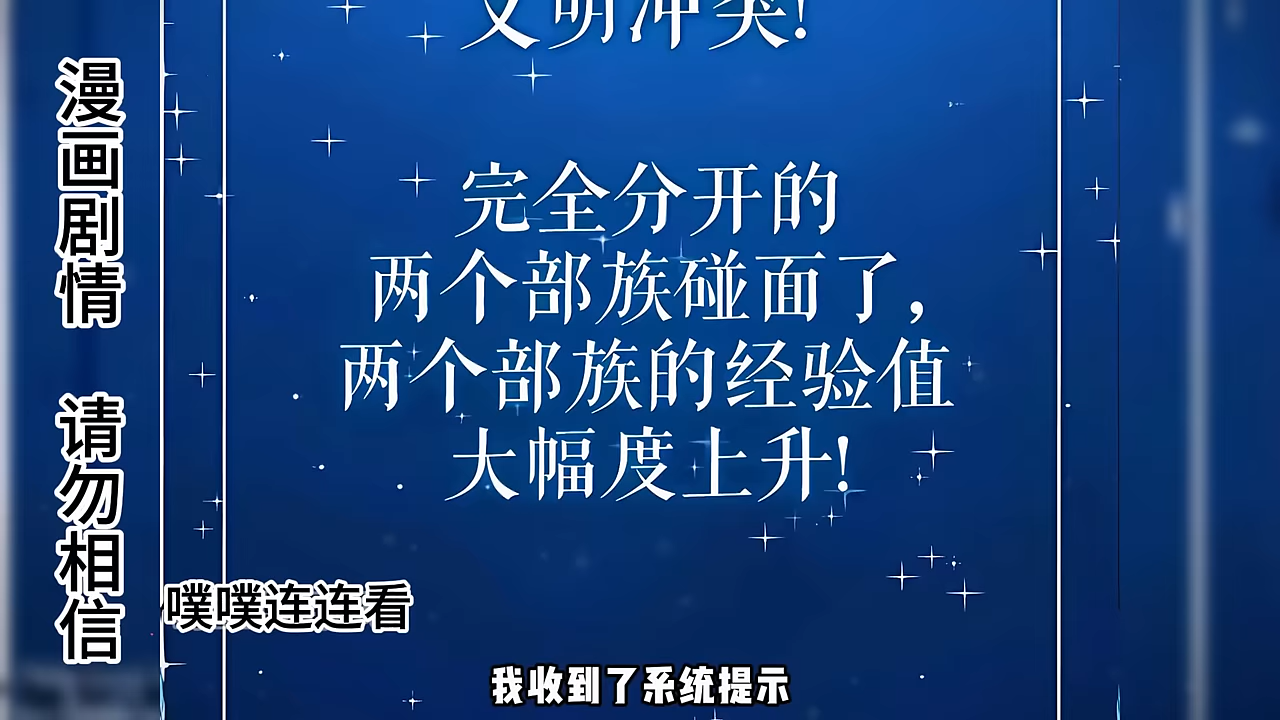 文明冲突!
完全分开的
两个部族碰面了,
两个部族的经验值
大幅度上升!
漫画剧情 请勿相信
噗噗连连看
我收到了系统提示